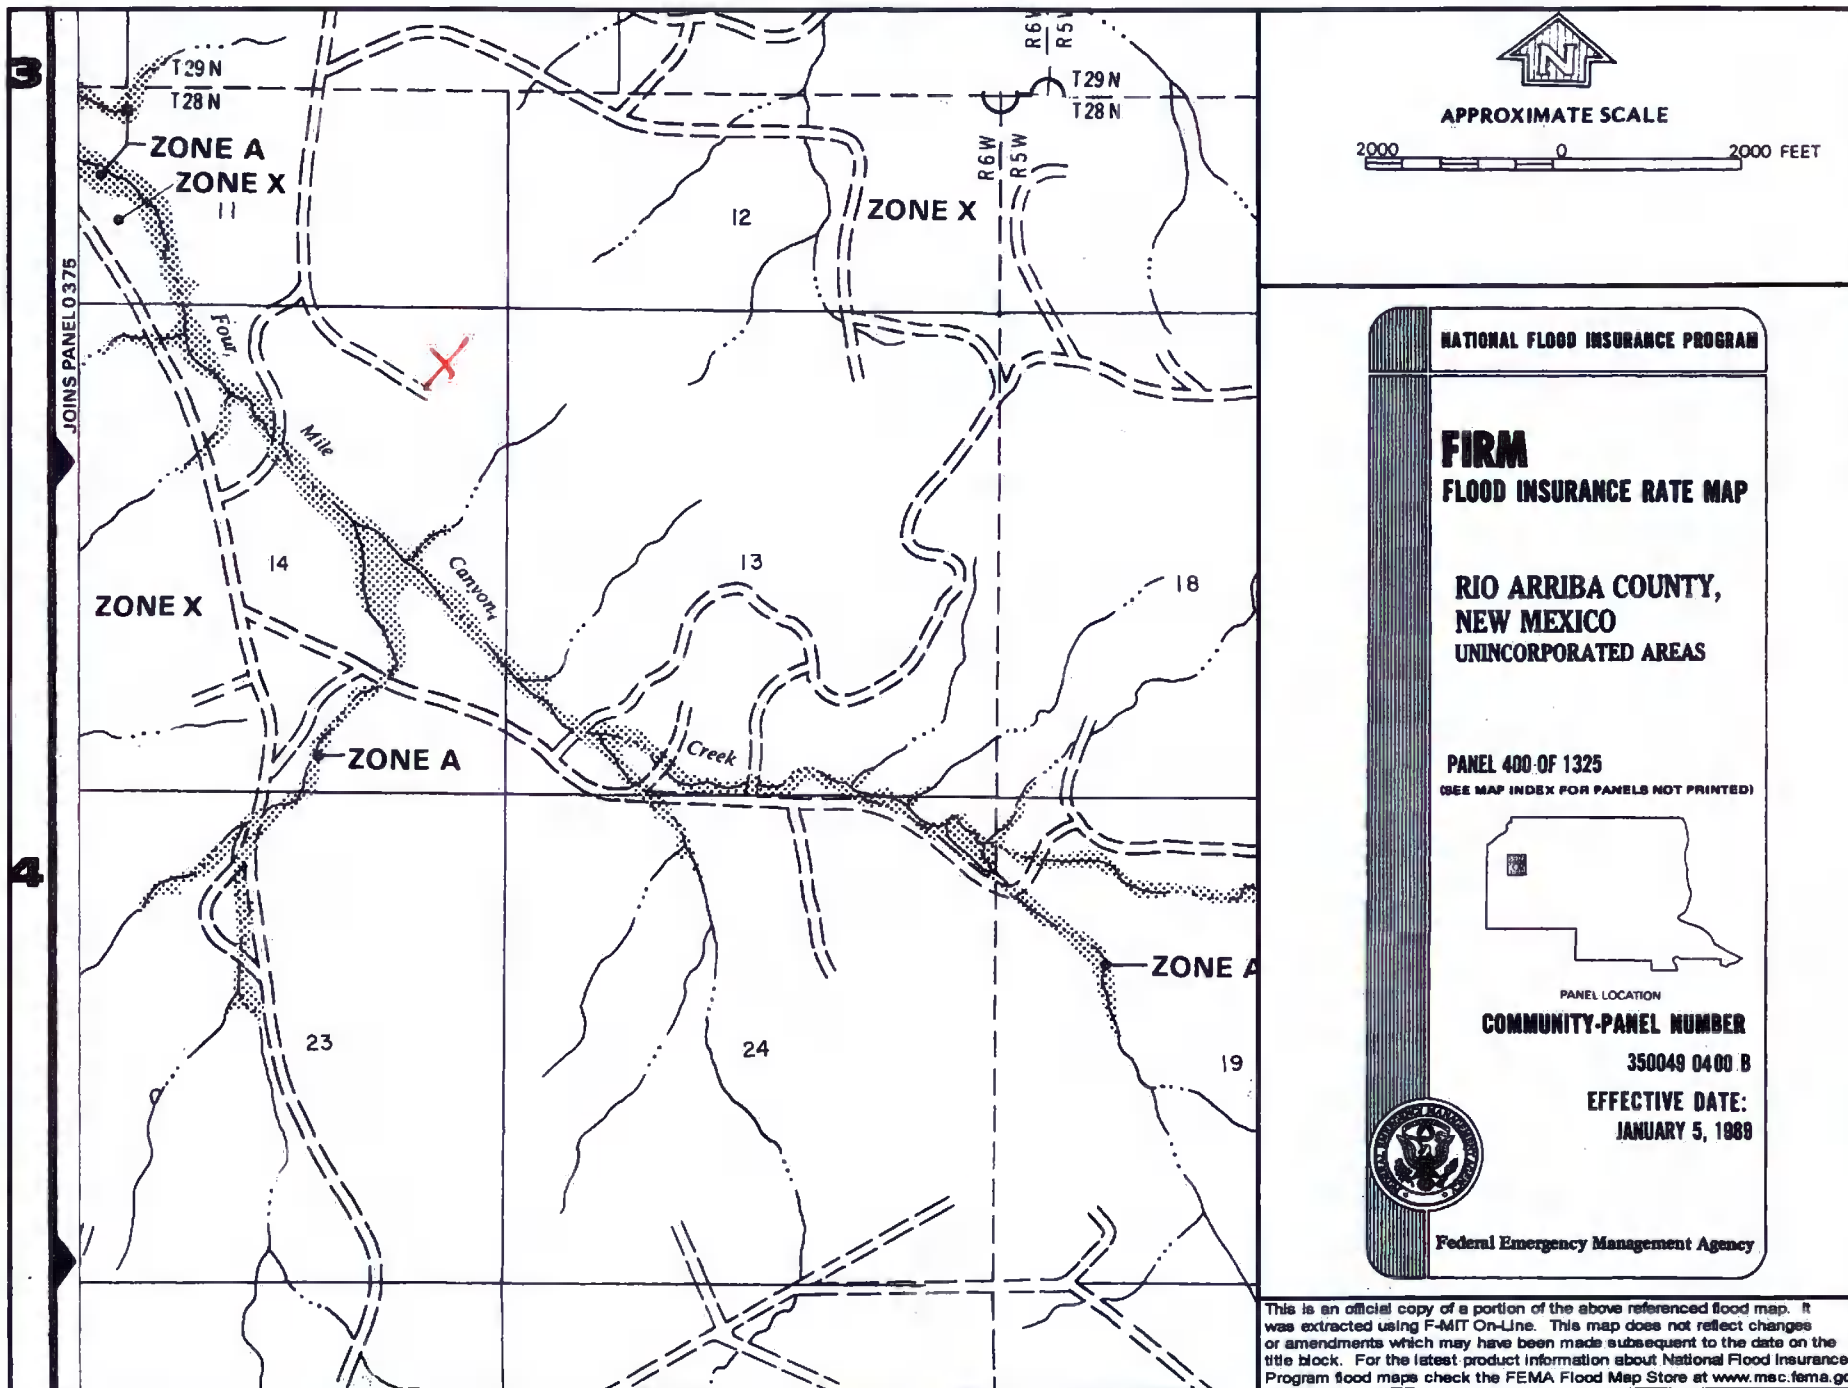 3
4
JOINS PANEL 0375
T29N
T28N
ZONE A
ZONE X
11
R6W
R5W
T29N
T28N
R6W
R5W
12
ZONE X
Four
Mile
Canyon
Creek
14
13
18
ZONE X
ZONE A
ZONE A
23
24
19
N
APPROXIMATE SCALE
2000 0 2000 FEET
NATIONAL FLOOD INSURANCE PROGRAM
FIRM
FLOOD INSURANCE RATE MAP
RIO ARRIBA COUNTY,
NEW MEXICO
UNINCORPORATED AREAS
PANEL 400 OF 1325
(SEE MAP INDEX FOR PANELS NOT PRINTED)
PANEL LOCATION
COMMUNITY-PANEL NUMBER
350049 0400 B
EFFECTIVE DATE:
JANUARY 5, 1989
FEDERAL EMERGENCY MANAGEMENT AGENCY
Federal Emergency Management Agency
This is an official copy of a portion of the above referenced flood map. It
was extracted using F-MIT On-Line. This map does not reflect changes
or amendments which may have been made subsequent to the date on the
title block. For the latest product information about National Flood Insurance
Program flood maps check the FEMA Flood Map Store at www.msc.fema.go